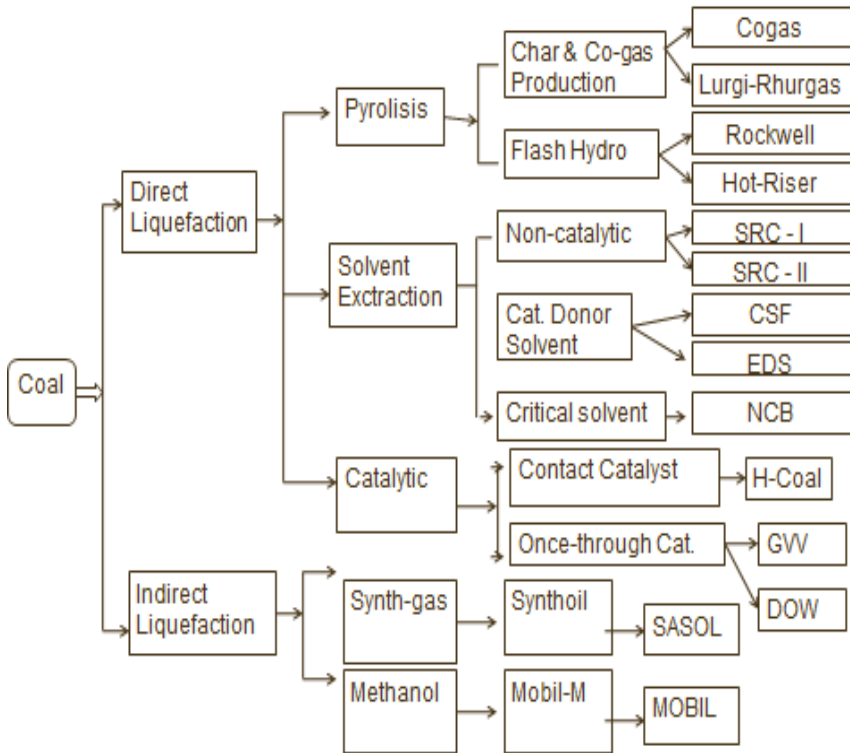 Coal
Direct
Liquefaction
Indirect
Liquefaction
Pyrolisis
Solvent
Exctraction
Catalytic
Synth-gas
Methanol
Char & Co-gas
Production
Flash Hydro
Non-catalytic
Cat. Donor
Solvent
Critical solvent
Contact Catalyst
Once-through Cat.
Synthoil
Mobil-M
Cogas
Lurgi-Rhurgas
Rockwell
Hot-Riser
SRC - I
SRC - II
CSF
EDS
NCB
H-Coal
GVV
DOW
SASOL
MOBIL